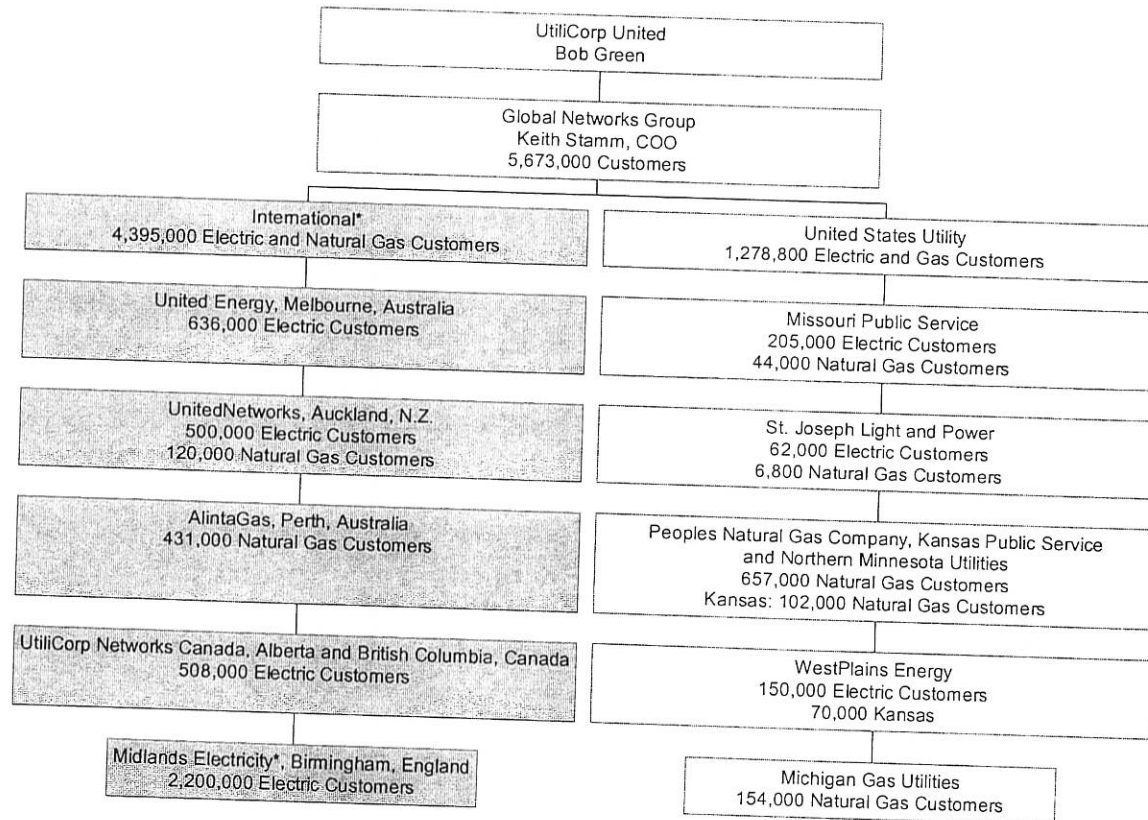 UtiliCorp United
Bob Green
Global Networks Group
Keith Stamm, COO
5,673,000 Customers
International*
4,395,000 Electric and Natural Gas Customers
United Energy, Melbourne, Australia
636,000 Electric Customers
UnitedNetworks, Auckland, N.Z.
500,000 Electric Customers
120,000 Natural Gas Customers
AlintaGas, Perth, Australia
431,000 Natural Gas Customers
UtiliCorp Networks Canada, Alberta and British Columbia, Canada
508,000 Electric Customers
Midlands Electricity*, Birmingham, England
2,200,000 Electric Customers
United States Utility
1,278,800 Electric and Gas Customers
Missouri Public Service
205,000 Electric Customers
44,000 Natural Gas Customers
St. Joseph Light and Power
62,000 Electric Customers
6,800 Natural Gas Customers
Peoples Natural Gas Company, Kansas Public Service
and Northern Minnesota Utilities
657,000 Natural Gas Customers
Kansas: 102,000 Natural Gas Customers
WestPlains Energy
150,000 Electric Customers
70,000 Kansas
Michigan Gas Utilities
154,000 Natural Gas Customers